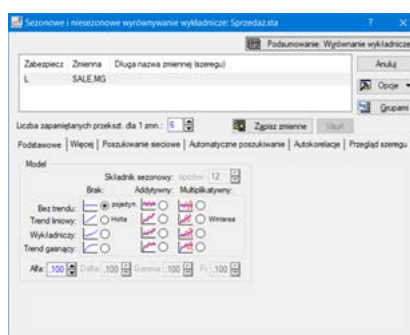 Sezonowe i niesezonowe wyrównywanie wykładnicze: Sprzedaż.sta
Podsumowanie: Wyrównanie wykładnicze
Zabezpiecz Zmienna Długa nazwa zmiennej (szeregu)
L SALE.MG
Anuluj
Opcje
Grupami
Liczba zapamiętanych przekszt. dla 1 zmn.: 6
Zapisz zmienne Usuń
Podstawowe Więcej Poszukiwanie sieciowe Automatyczne poszukiwanie Autokorelacje Przegląd szeregu
Model
Składnik sezonowy: 12
Brak: Addytywny: Multiplikatywny:
Bez trendu: pojedyn.
Trend liniowy: Holta Wintersa
Wykładniczy:
Trend gasnący:
Alfa: .100 Delta: .100 Gamma: .100 Fi: .100